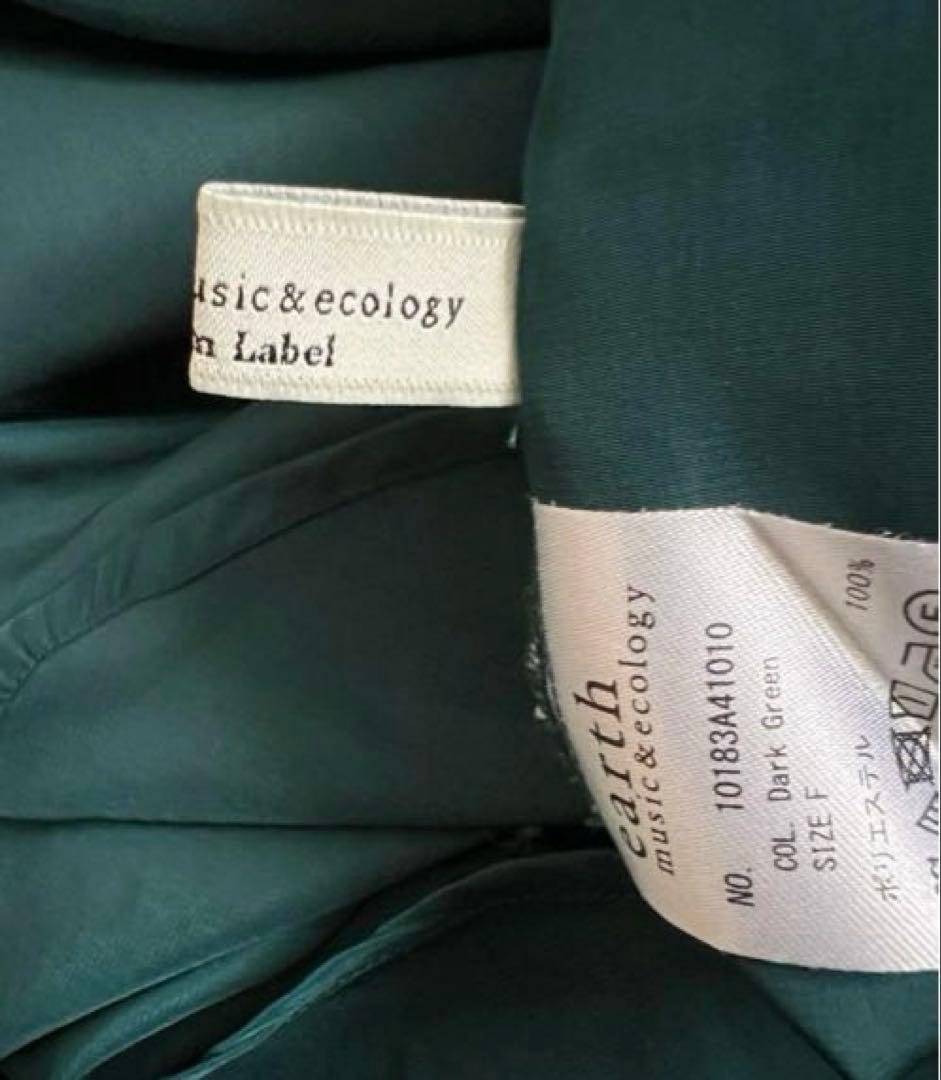 usic&ecology
n Label
earth
music&ecology
NO. 10183A41010
COL. Dark Green
SIZE F
ポリエステル 100%